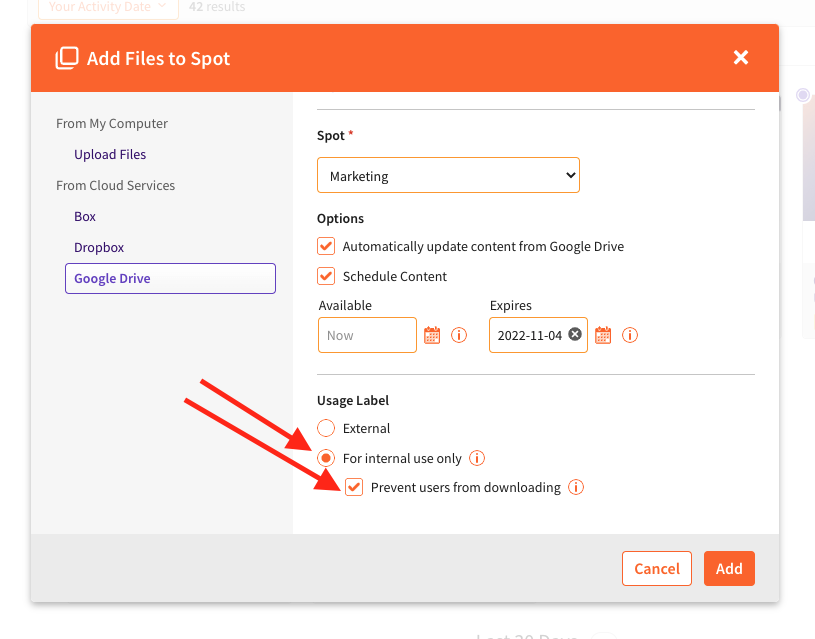 Your Activity Date 42 results
Add Files to Spot
From My Computer
Upload Files
From Cloud Services
Box
Dropbox
Google Drive
Spot *
Marketing
Options
Automatically update content from Google Drive
Schedule Content
Available Expires
Now 2022-11-04
Usage Label
External
For internal use only
Prevent users from downloading
Cancel Add
Last 30 Days